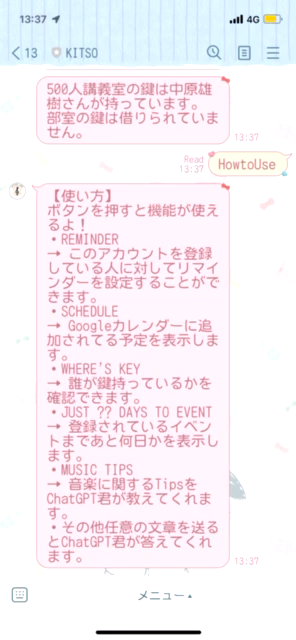 13:37
4G
13 KITSO
500人講義室の鍵は中原雄
樹さんが持っています。
部室の鍵は借りられていま
せん。
13:37
Read
13:37
HowtoUse
【使い方】
ボタンを押すと機能が使え
るよ！
・REMINDER
→ このアカウントを登録
している人に対してリマイ
ンダーを設定することがで
きます。
・SCHEDULE
→ Googleカレンダーに追
加されてる予定を表示しま
す。
・WHERE'S KEY
→ 誰が鍵持っているかを
確認できます。
・JUST ?? DAYS TO EVENT
→ 登録されているイベン
トまであと何日かを表示し
ます。
・MUSIC TIPS
→ 音楽に関するTipsを
ChatGPT君が教えてくれま
す。
・その他任意の文章を送る
とChatGPT君が答えてくれ
ます。
13:37
メニュー▴